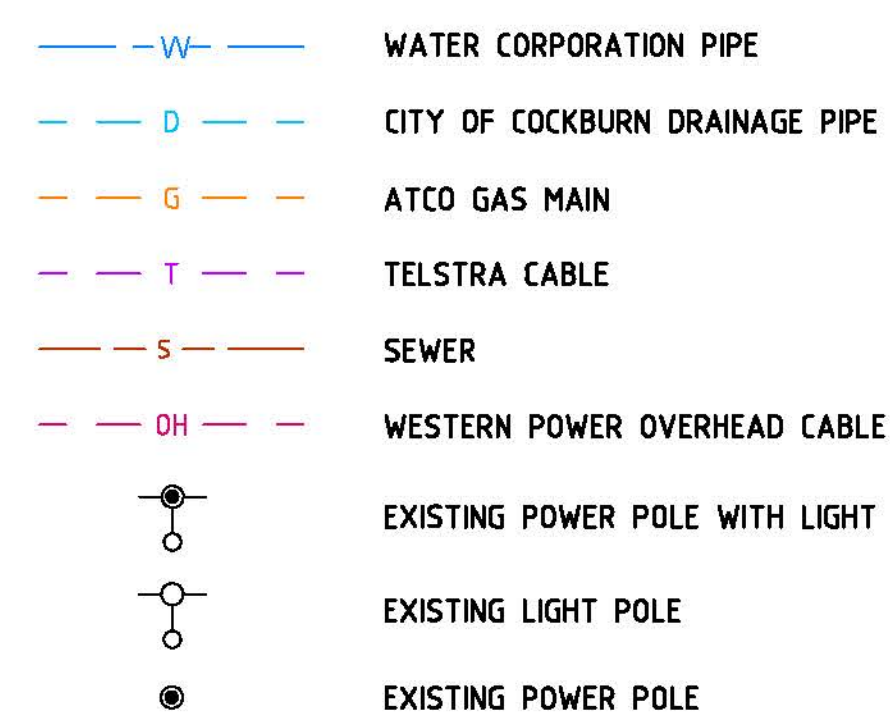 W WATER CORPORATION PIPE
D CITY OF COCKBURN DRAINAGE PIPE
G ATCO GAS MAIN
T TELSTRA CABLE
S SEWER
OH WESTERN POWER OVERHEAD CABLE
EXISTING POWER POLE WITH LIGHT
EXISTING LIGHT POLE
EXISTING POWER POLE